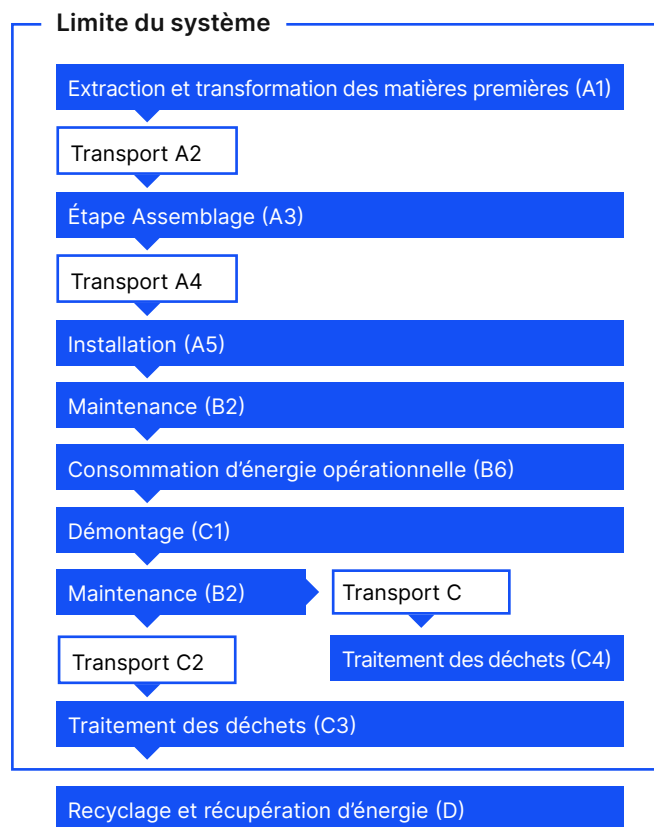 Limite du système
Extraction et transformation des matières premières (A1)
Transport A2
Étape Assemblage (A3)
Transport A4
Installation (A5)
Maintenance (B2)
Consommation d’énergie opérationnelle (B6)
Démontage (C1)
Maintenance (B2)
Transport C
Transport C2
Traitement des déchets (C4)
Traitement des déchets (C3)
Recyclage et récupération d’énergie (D)